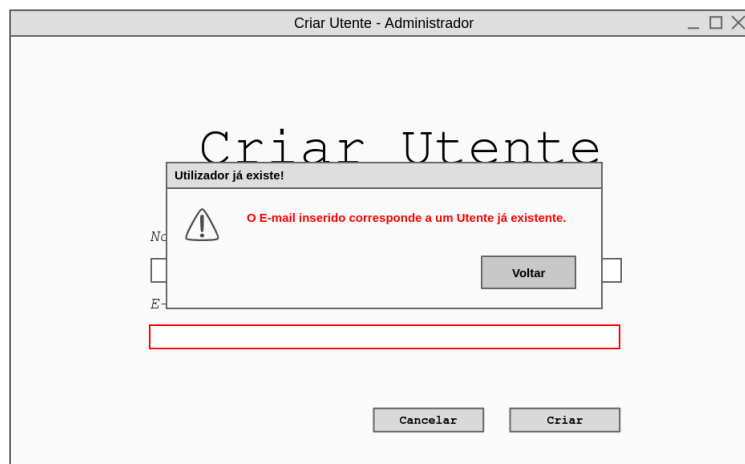 Criar Utente - Administrador
Criar Utente
Utilizador já existe!
O E-mail inserido corresponde a um Utente já existente.
Voltar
Cancelar
Criar